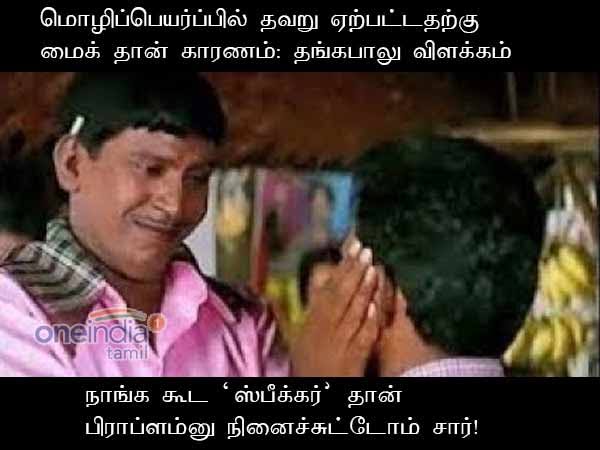 மொழிப்பெயர்ப்பில் தவறு ஏற்பட்டதற்கு
மைக் தான் காரணம்: தங்கபாலு விளக்கம்
oneindia
tamil
நாங்க கூட ‘ஸ்பீக்கர்’ தான்
பிராப்ளம்னு நினைச்சுட்டோம் சார்!